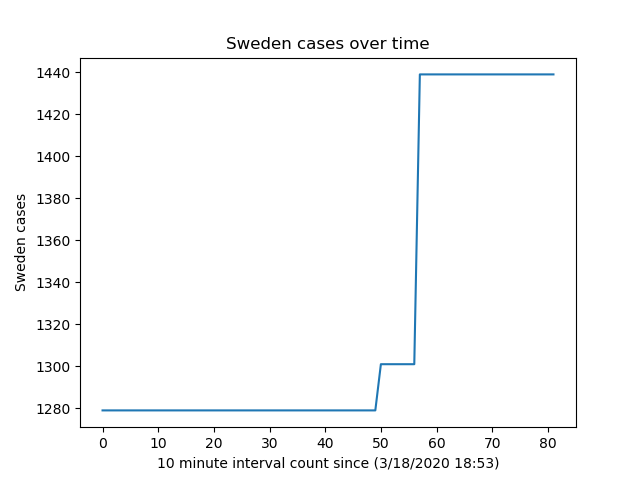 Sweden cases over time
1440
1420
1400
1380
1360
1340
1320
1300
1280
Sweden cases
0 10 20 30 40 50 60 70 80
10 minute interval count since (3/18/2020 18:53)